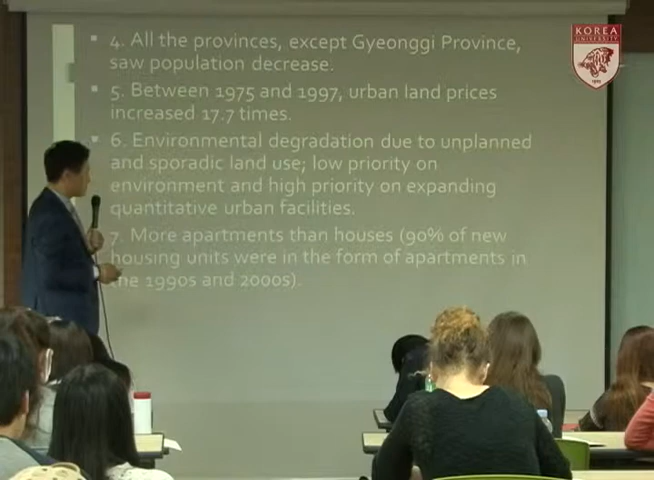 KOREA
UNIVERSITY
1905
4. All the provinces, except Gyeonggi Province,
saw population decrease.
5. Between 1975 and 1997, urban land prices
increased 17.7 times.
6. Environmental degradation due to unplanned
and sporadic land use; low priority on
environment and high priority on expanding
quantitative urban facilities.
7. More apartments than houses (90% of new
housing units were in the form of apartments in
the 1990s and 2000s).